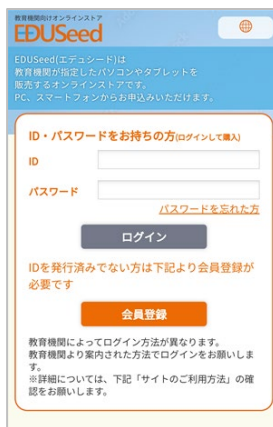 教育機関向けオンラインストア
EDUSeed
EDUSeed(エデュシード)は
教育機関が指定したパソコンやタブレットを
販売するオンラインストアです。
PC、スマートフォンからお申込みいただけます。
ID・パスワードをお持ちの方(ログインして購入)
ID
パスワード
パスワードを忘れた方
ログイン
IDを発行済みでない方は下記より会員登録が
必要です
会員登録
教育機関によってログイン方法が異なります。
教育機関より案内された方法でログインをお願いしま
す。
※詳細については、下記「サイトのご利用方法」の確
認をお願いします。